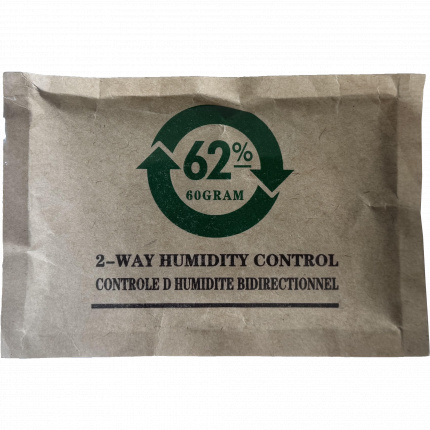 62%
60GRAM
2-WAY HUMIDITY CONTROL
CONTROLE D HUMIDITE BIDIRECTIONNEL